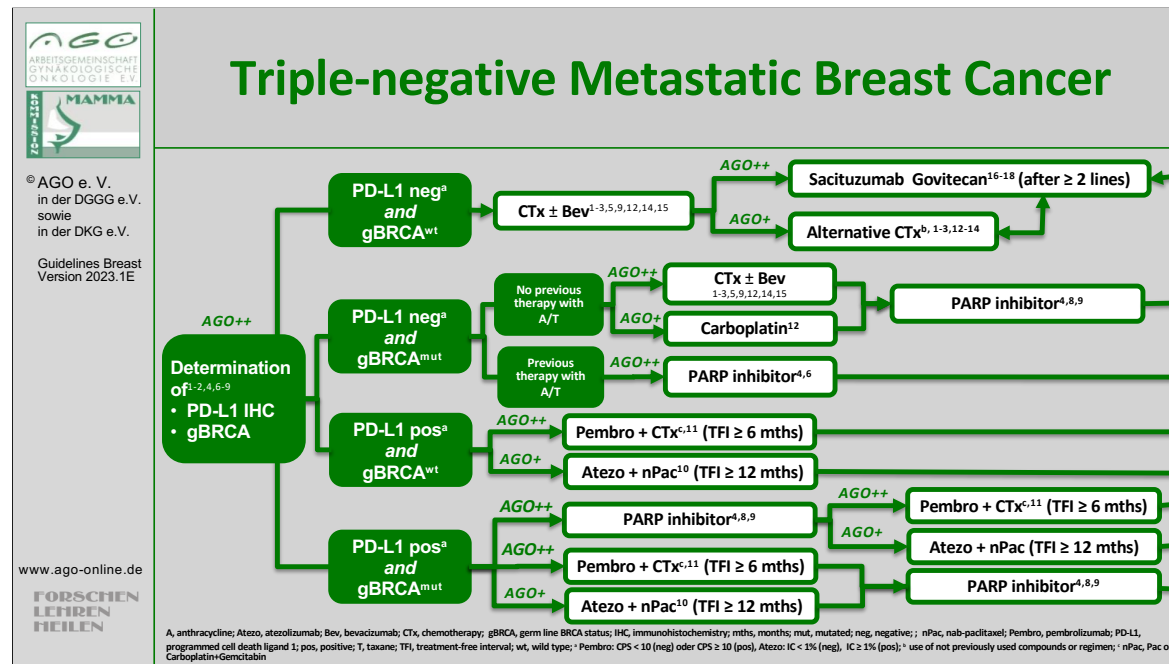 AGO
ARBEITSGEMEINSCHAFT
GYNÄKOLOGISCHE
ONKOLOGIE E.V.
KOMMISSION
MAMMA
© AGO e. V.
in der DGGG e.V.
sowie
in der DKG e.V.
Guidelines Breast
Version 2023.1E
www.ago-online.de
FORSCHEN
LEHREN
HEILEN
Triple-negative Metastatic Breast Cancer
AGO++
Determination
of1-2,4,6-9
• PD-L1 IHC
• gBRCA
PD-L1 nega
and
gBRCAwt
CTx ± Bev1-3,5,9,12,14,15
AGO++
Sacituzumab Govitecan16-18 (after ≥ 2 lines)
AGO+
Alternative CTxb, 1-3,12-14
PD-L1 nega
and
gBRCAmut
No previous
therapy with
A/T
AGO++
CTx ± Bev
1-3,5,9,12,14,15
AGO+
Carboplatin12
PARP inhibitor4,8,9
Previous
therapy with
A/T
AGO++
PARP inhibitor4,6
PD-L1 posa
and
gBRCAwt
AGO++
Pembro + CTxc,11 (TFI ≥ 6 mths)
AGO+
Atezo + nPac10 (TFI ≥ 12 mths)
PD-L1 posa
and
gBRCAmut
AGO++
PARP inhibitor4,8,9
AGO++
Pembro + CTxc,11 (TFI ≥ 6 mths)
AGO+
Atezo + nPac (TFI ≥ 12 mths)
AGO++
Pembro + CTxc,11 (TFI ≥ 6 mths)
AGO+
Atezo + nPac10 (TFI ≥ 12 mths)
PARP inhibitor4,8,9
A, anthracycline; Atezo, atezolizumab; Bev, bevacizumab; CTx, chemotherapy; gBRCA, germ line BRCA status; IHC, immunohistochemistry; mths, months; mut, mutated; neg, negative; ; nPac, nab-paclitaxel; Pembro, pembrolizumab; PD-L1,
programmed cell death ligand 1; pos, positive; T, taxane; TFI, treatment-free interval; wt, wild type; a Pembro: CPS < 10 (neg) oder CPS ≥ 10 (pos), Atezo: IC < 1% (neg), IC ≥ 1% (pos); b use of not previously used compounds or regimen; c nPac, Pac o
Carboplatin+Gemcitabin